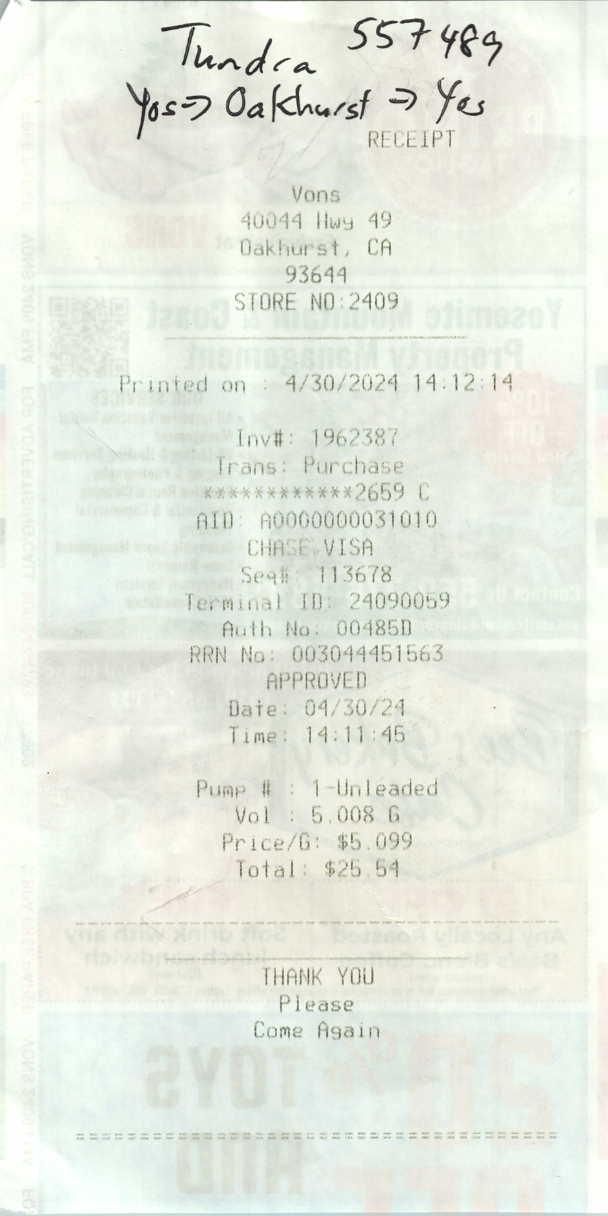 Tundra 557489
Yos → Oakhurst → Yos
RECEIPT
Vons
40044 Hwy 49
Oakhurst, CA
93644
STORE NO:2409
Printed on : 4/30/2024 14:12:14
Inv#: 1962387
Trans: Purchase
************2659 C
AID: A0000000031010
CHASE VISA
Seq#: 113678
Terminal ID: 24090059
Auth No: 00485D
RRN No: 003044451563
APPROVED
Date: 04/30/24
Time: 14:11:45
Pump # : 1-Unleaded
Vol : 5.008 G
Price/G: $5.099
Total: $25.54
THANK YOU
Please
Come Again